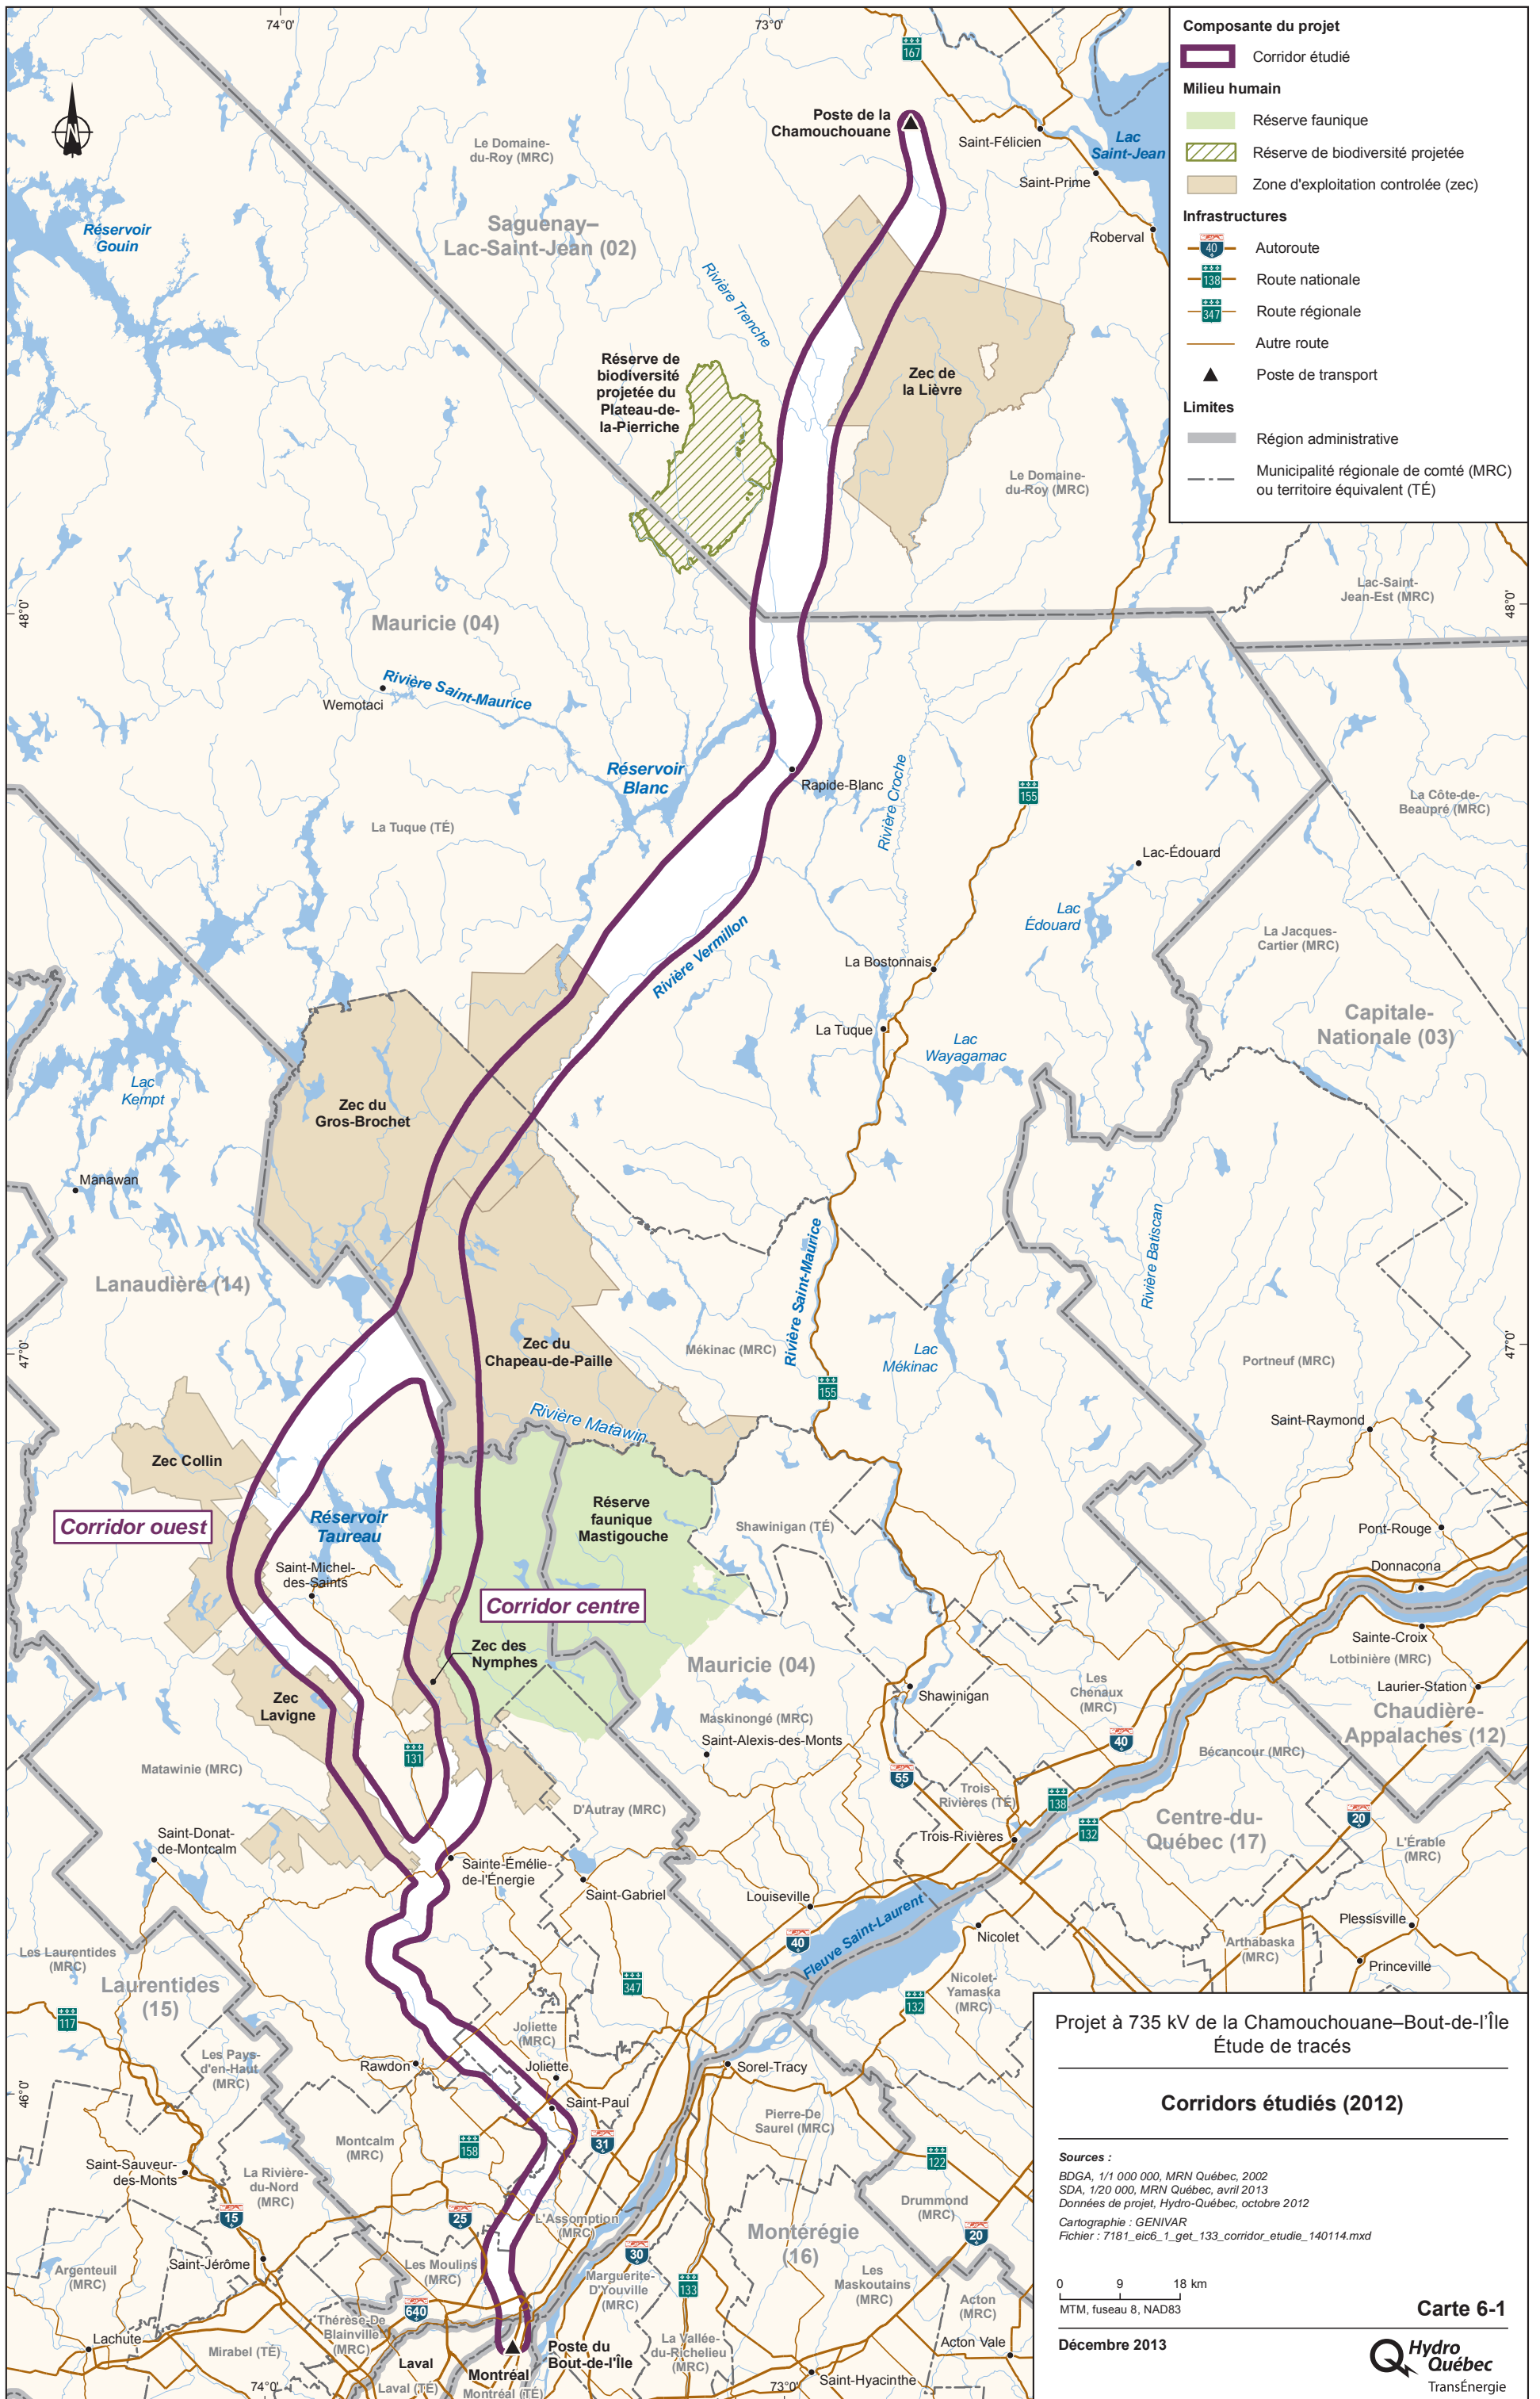 74°0'
73°0'
167
Poste de la
Chamouchouane
Saint-Félicien
Lac
Saint-Jean
Saint-Prime
Roberval
Le Domaine-
du-Roy (MRC)
Saguenay–
Lac-Saint-Jean (02)
Réservoir
Gouin
Rivière Trenche
Réserve de
biodiversité
projetée du
Plateau-de-
la-Pierriche
Zec de
la Lièvre
Le Domaine-
du-Roy (MRC)
Composante du projet
Corridor étudié
Milieu humain
Réserve faunique
Réserve de biodiversité projetée
Zone d'exploitation controlée (zec)
Infrastructures
40
Autoroute
138
Route nationale
347
Route régionale
Autre route
Poste de transport
Limites
Région administrative
Municipalité régionale de comté (MRC)
ou territoire équivalent (TÉ)
Lac-Saint-
Jean-Est (MRC)
48°0'
48°0'
Mauricie (04)
Rivière Saint-Maurice
Wemotaci
Réservoir
Blanc
Rapide-Blanc
Rivière Croche
155
La Côte-de-
Beaupré (MRC)
La Tuque (TÉ)
Lac-Édouard
Lac
Édouard
La Jacques-
Cartier (MRC)
Rivière Vermillon
La Bostonnais
La Tuque
Lac
Wayagamac
Capitale-
Nationale (03)
Lac
Kempt
Zec du
Gros-Brochet
Manawan
Lanaudière (14)
Rivière Saint-Maurice
Rivière Batiscan
Zec du
Chapeau-de-Paille
Mékinac (MRC)
Lac
Mékinac
Portneuf (MRC)
47°0'
47°0'
155
Rivière Matawin
Saint-Raymond
Zec Collin
Réserve
faunique
Mastigouche
Corridor ouest
Réservoir
Taureau
Shawinigan (TÉ)
Pont-Rouge
Donnacona
Saint-Michel-
des-Saints
Corridor centre
Sainte-Croix
Lotbinière (MRC)
Zec des
Nymphes
Mauricie (04)
Laurier-Station
Les
Chenaux
(MRC)
Shawinigan
Zec
Lavigne
Maskinongé (MRC)
Saint-Alexis-des-Monts
Chaudière-
Appalaches (12)
40
Bécancour (MRC)
131
Matawinie (MRC)
55
Trois-
Rivières (TÉ)
138
132
D'Autray (MRC)
Centre-du-
Québec (17)
20
Trois-Rivières
L'Érable
(MRC)
Saint-Donat-
de-Montcalm
Sainte-Émélie-
de-l'Énergie
Saint-Gabriel
Louiseville
Fleuve Saint-Laurent
Nicolet
Plessisville
Arthabaska
(MRC)
Princeville
Les Laurentides
(MRC)
40
Laurentides
(15)
347
Nicolet-
Yamaska
(MRC)
132
117
Joliette
(MRC)
Les Pays-
d'en-Haut
(MRC)
Rawdon
Joliette
Sorel-Tracy
46°0'
Saint-Paul
Pierre-De
Saurel (MRC)
Montcalm
(MRC)
158
31
122
Saint-Sauveur-
des-Monts
La Rivière-
du-Nord
(MRC)
Drummond
(MRC)
15
25
L'Assomption
(MRC)
Montérégie
(16)
20
Saint-Jérôme
Les Moulins
(MRC)
30
Marguerite-
D'Youville
(MRC)
133
Les
Maskoutains
(MRC)
Argenteuil
(MRC)
Acton
(MRC)
640
Thérèse-De
Blainville
(MRC)
Lachute
Mirabel (TÉ)
Poste du
Bout-de-l'Île
La Vallée-
du-Richelieu
(MRC)
Acton Vale
Laval
Montréal
Laval (TÉ)
Montréal (TÉ)
Saint-Hyacinthe
74°0'
73°0'
Projet à 735 kV de la Chamouchouane–Bout-de-l'Île
Étude de tracés
Corridors étudiés (2012)
Sources :
BDGA, 1/1 000 000, MRN Québec, 2002
SDA, 1/20 000, MRN Québec, avril 2013
Données de projet, Hydro-Québec, octobre 2012
Cartographie : GENIVAR
Fichier : 7181_eic6_1_get_133_corridor_etudie_140114.mxd
0 9 18 km
MTM, fuseau 8, NAD83
Carte 6-1
Décembre 2013
Hydro
Québec
TransÉnergie